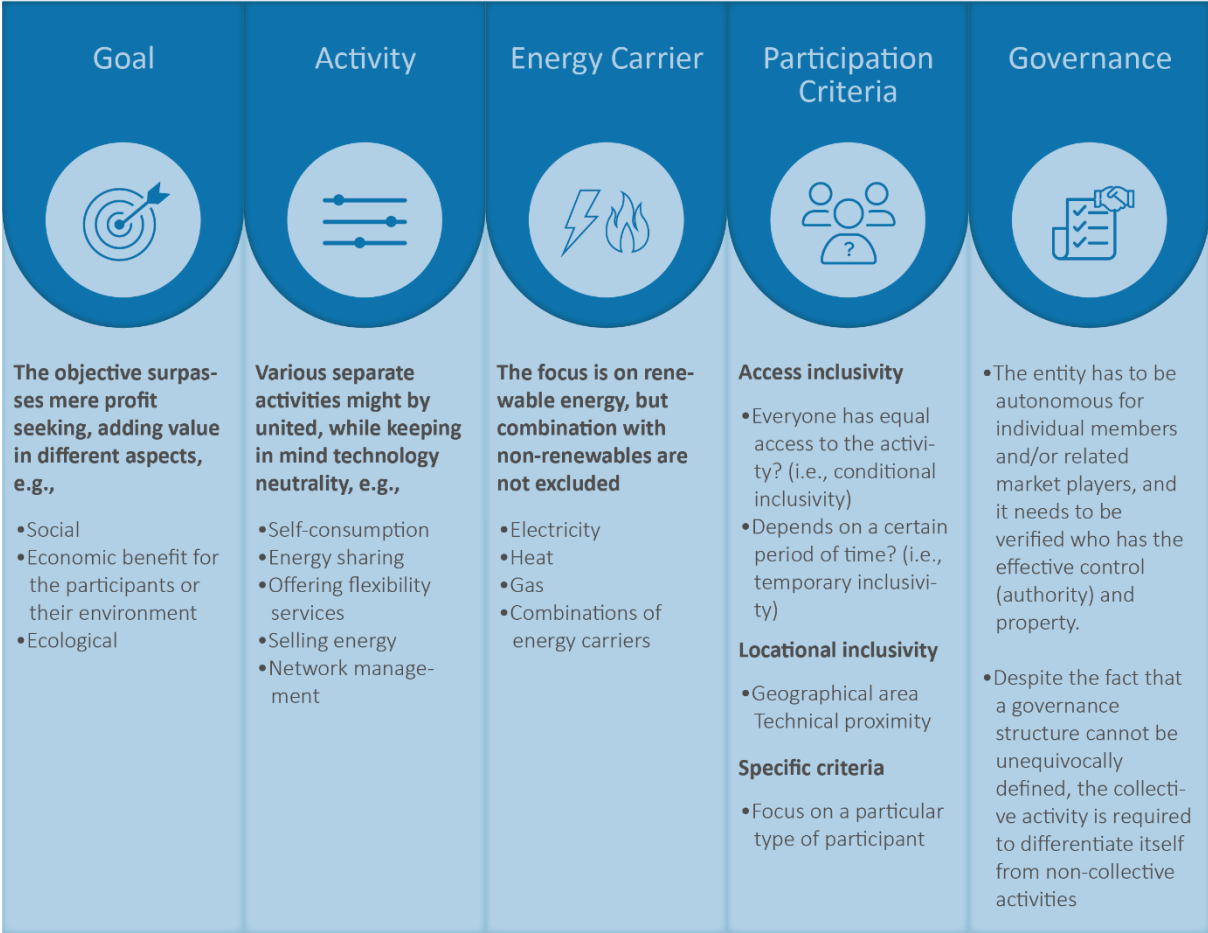 Goal
The objective surpas-
ses mere profit
seeking, adding value
in different aspects,
e.g.,
•Social
•Economic benefit for
the participants or
their environment
•Ecological
Activity
Various separate
activities might by
united, while keeping
in mind technology
neutrality, e.g.,
•Self-consumption
•Energy sharing
•Offering flexibility
services
•Selling energy
•Network manage-
ment
Energy Carrier
The focus is on rene-
wable energy, but
combination with
non-renewables are
not excluded
•Electricity
•Heat
•Gas
•Combinations of
energy carriers
Participation
Criteria
?
Access inclusivity
•Everyone has equal
access to the activi-
ty? (i.e., conditional
inclusivity)
•Depends on a certain
period of time? (i.e.,
temporary inclusivi-
ty)
Locational inclusivity
•Geographical area
Technical proximity
Specific criteria
•Focus on a particular
type of participant
Governance
•The entity has to be
autonomous for
individual members
and/or related
market players, and
it needs to be
verified who has the
effective control
(authority) and
property.
•Despite the fact that
a governance
structure cannot be
unequivocally
defined, the collecti-
ve activity is required
to differentiate itself
from non-collective
activities